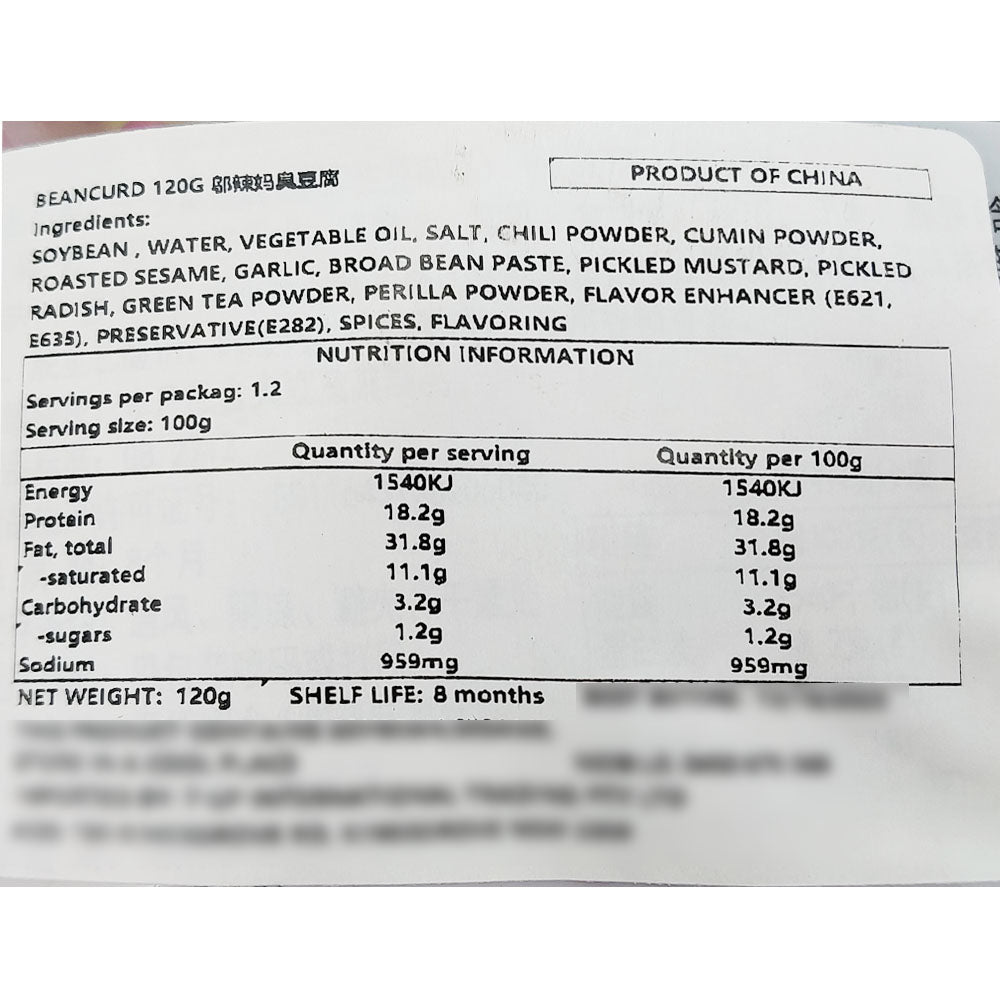 BEANCURD 120G 邬辣妈臭豆腐
PRODUCT OF CHINA
Ingredients:
SOYBEAN , WATER, VEGETABLE OIL, SALT, CHILI POWDER, CUMIN POWDER,
ROASTED SESAME, GARLIC, BROAD BEAN PASTE, PICKLED MUSTARD, PICKLED
RADISH, GREEN TEA POWDER, PERILLA POWDER, FLAVOR ENHANCER (E621,
E635), PRESERVATIVE(E282), SPICES, FLAVORING
NUTRITION INFORMATION
Servings per packag: 1.2
Serving size: 100g
Quantity per serving Quantity per 100g
Energy 1540KJ 1540KJ
Protein 18.2g 18.2g
Fat, total 31.8g 31.8g
-saturated 11.1g 11.1g
Carbohydrate 3.2g 3.2g
-sugars 1.2g 1.2g
Sodium 959mg 959mg
NET WEIGHT: 120g SHELF LIFE: 8 months